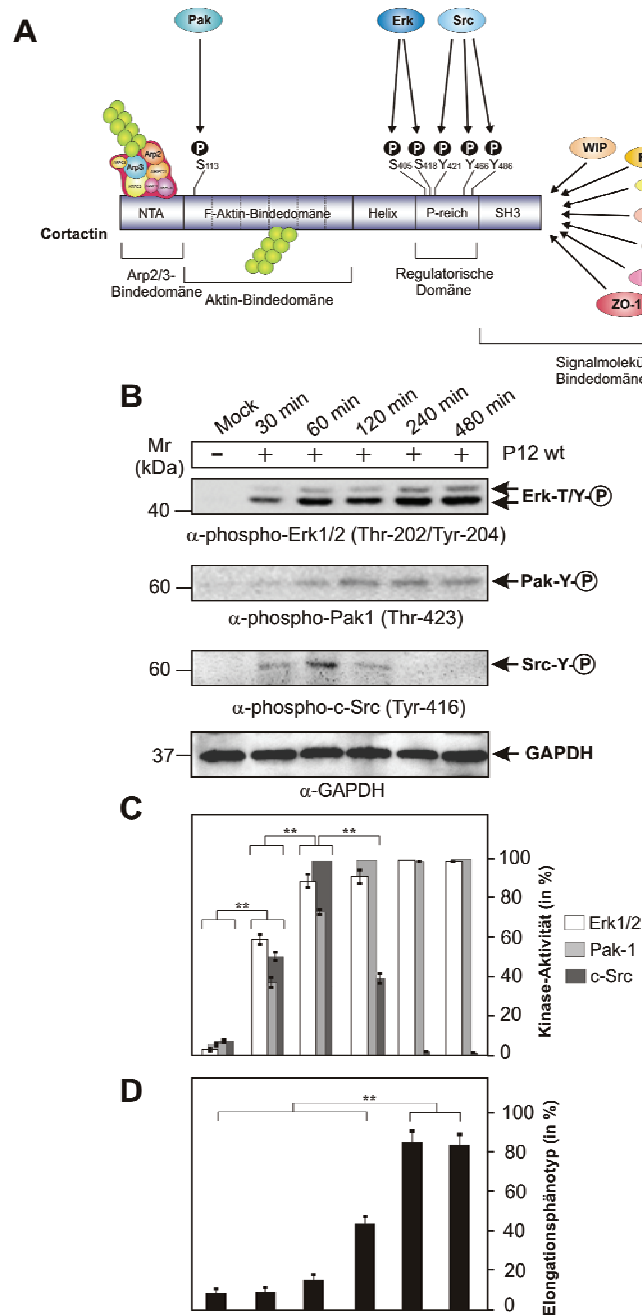 A
Pak
Erk
Src
P
P P P P P
S113
S405 S418 Y421 Y466 Y486
Arp2
Arp3
WIP
ZO-1
NTA
F-Aktin-Bindedomäne
Helix
P-reich
SH3
Cortactin
Arp2/3-
Bindedomäne
Aktin-Bindedomäne
Regulatorische
Domäne
Signalmolekü
Bindedomäne
B
Mock 30 min 60 min 120 min 240 min 480 min
Mr
(kDa)
– + + + + + P12 wt
40
Erk-T/Y-P
α-phospho-Erk1/2 (Thr-202/Tyr-204)
60
Pak-Y-P
α-phospho-Pak1 (Thr-423)
60
Src-Y-P
α-phospho-c-Src (Tyr-416)
37
GAPDH
α-GAPDH
C
** ** **
100
80
60
40
20
0
Kinase-Aktivität (in %)
Erk1/2
Pak-1
c-Src
D
**
100
80
60
40
20
0
Elongationsphänotyp (in %)